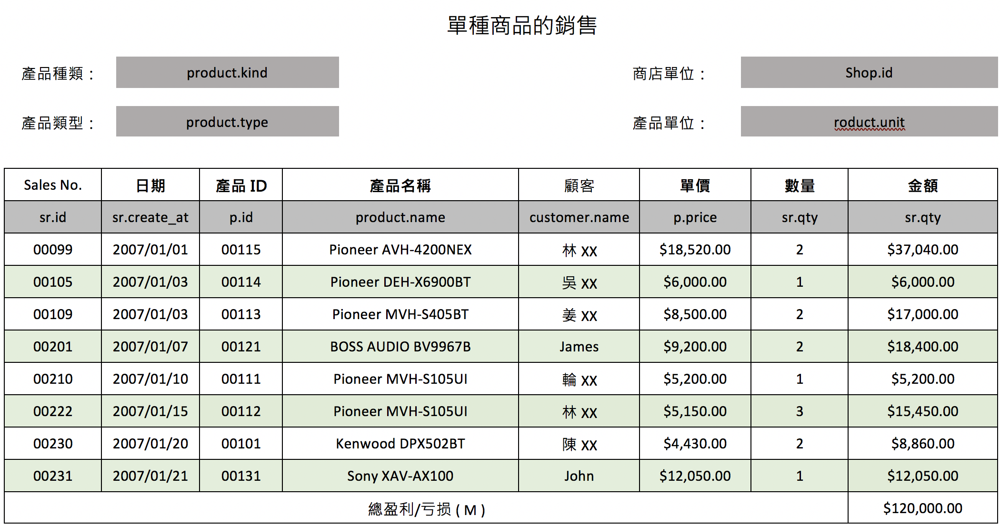 單種商品的銷售
產品種類： product.kind 商店單位： Shop.id
產品類型： product.type 產品單位： roduct.unit
Sales No. 日期 產品 ID 產品名稱 顧客 單價 數量 金額
sr.id sr.create_at p.id product.name customer.name p.price sr.qty sr.qty
00099 2007/01/01 00115 Pioneer AVH-4200NEX 林 XX $18,520.00 2 $37,040.00
00105 2007/01/03 00114 Pioneer DEH-X6900BT 吳 XX $6,000.00 1 $6,000.00
00109 2007/01/03 00113 Pioneer MVH-S405BT 姜 XX $8,500.00 2 $17,000.00
00201 2007/01/07 00121 BOSS AUDIO BV9967B James $9,200.00 2 $18,400.00
00210 2007/01/10 00111 Pioneer MVH-S105UI 輪 XX $5,200.00 1 $5,200.00
00222 2007/01/15 00112 Pioneer MVH-S105UI 林 XX $5,150.00 3 $15,450.00
00230 2007/01/20 00101 Kenwood DPX502BT 陳 XX $4,430.00 2 $8,860.00
00231 2007/01/21 00131 Sony XAV-AX100 John $12,050.00 1 $12,050.00
總盈利/亏损 ( M ) $120,000.00